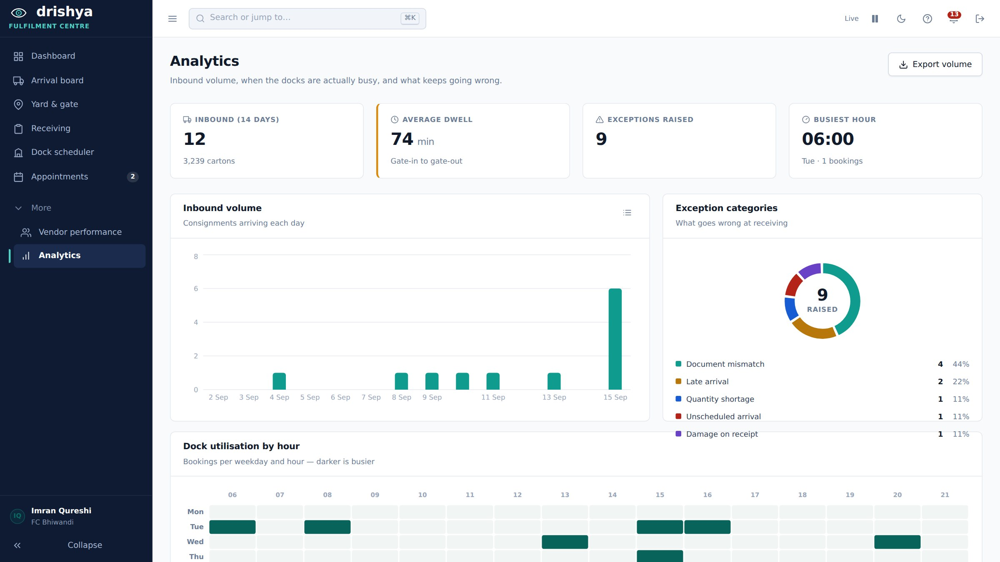 drishya
FULFILMENT CENTRE
Dashboard
Arrival board
Yard & gate
Receiving
Dock scheduler
Appointments 2
More
Vendor performance
Analytics
IQ
Imran Qureshi
FC Bhiwandi
Collapse
Search or jump to… ⌘K
Live
13
Analytics
Inbound volume, when the docks are actually busy, and what keeps going wrong.
Export volume
INBOUND (14 DAYS)
12
3,239 cartons
AVERAGE DWELL
74 min
Gate-in to gate-out
EXCEPTIONS RAISED
9
BUSIEST HOUR
06:00
Tue · 1 bookings
Inbound volume
Consignments arriving each day
8
6
4
2
0
2 Sep 3 Sep 4 Sep 5 Sep 6 Sep 7 Sep 8 Sep 9 Sep 11 Sep 13 Sep 15 Sep
Exception categories
What goes wrong at receiving
9
RAISED
Document mismatch 4 44%
Late arrival 2 22%
Quantity shortage 1 11%
Unscheduled arrival 1 11%
Damage on receipt 1 11%
Dock utilisation by hour
Bookings per weekday and hour — darker is busier
06 07 08 09 10 11 12 13 14 15 16 17 18 19 20 21
Mon
Tue
Wed
Thu